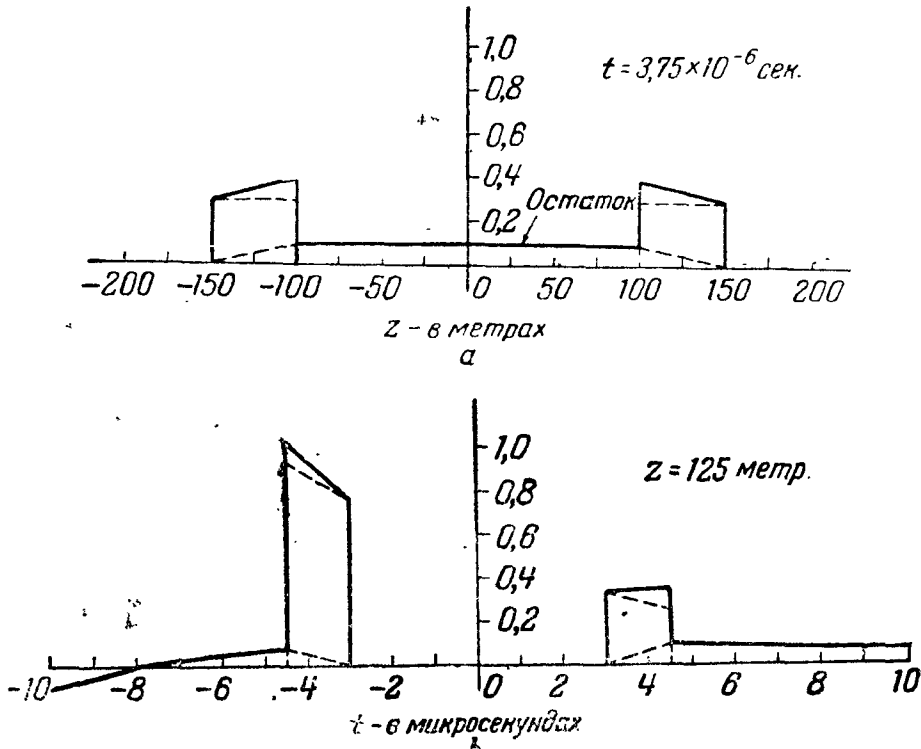 1,0
t = 3,75×10⁻⁶ сек.
0,8
0,6
0,4
Остаток
0,2
-200 -150 -100 -50 0 50 100 150 200
z - в метрах
а
1,0
z = 125 метр.
0,8
0,6
0,4
0,2
-10 -8 -6 -4 -2 0 2 4 6 8 10
t - в микросекундах